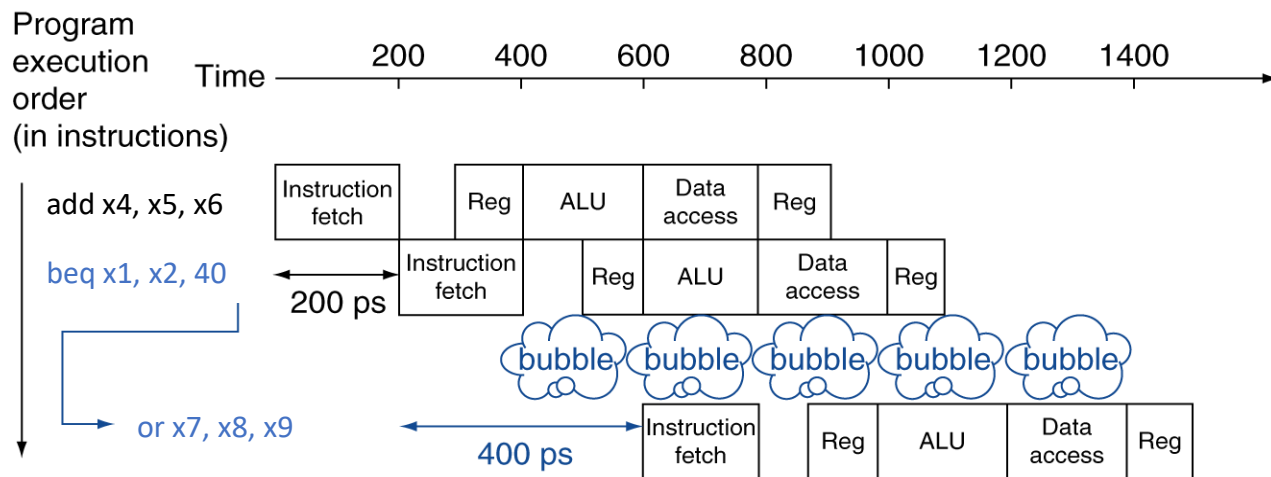 Program
execution
order
(in instructions)
Time
200 400 600 800 1000 1200 1400
add x4, x5, x6
Instruction
fetch
Reg
ALU
Data
access
Reg
beq x1, x2, 40
200 ps
Instruction
fetch
Reg
ALU
Data
access
Reg
bubble bubble bubble bubble bubble
or x7, x8, x9
400 ps
Instruction
fetch
Reg
ALU
Data
access
Reg